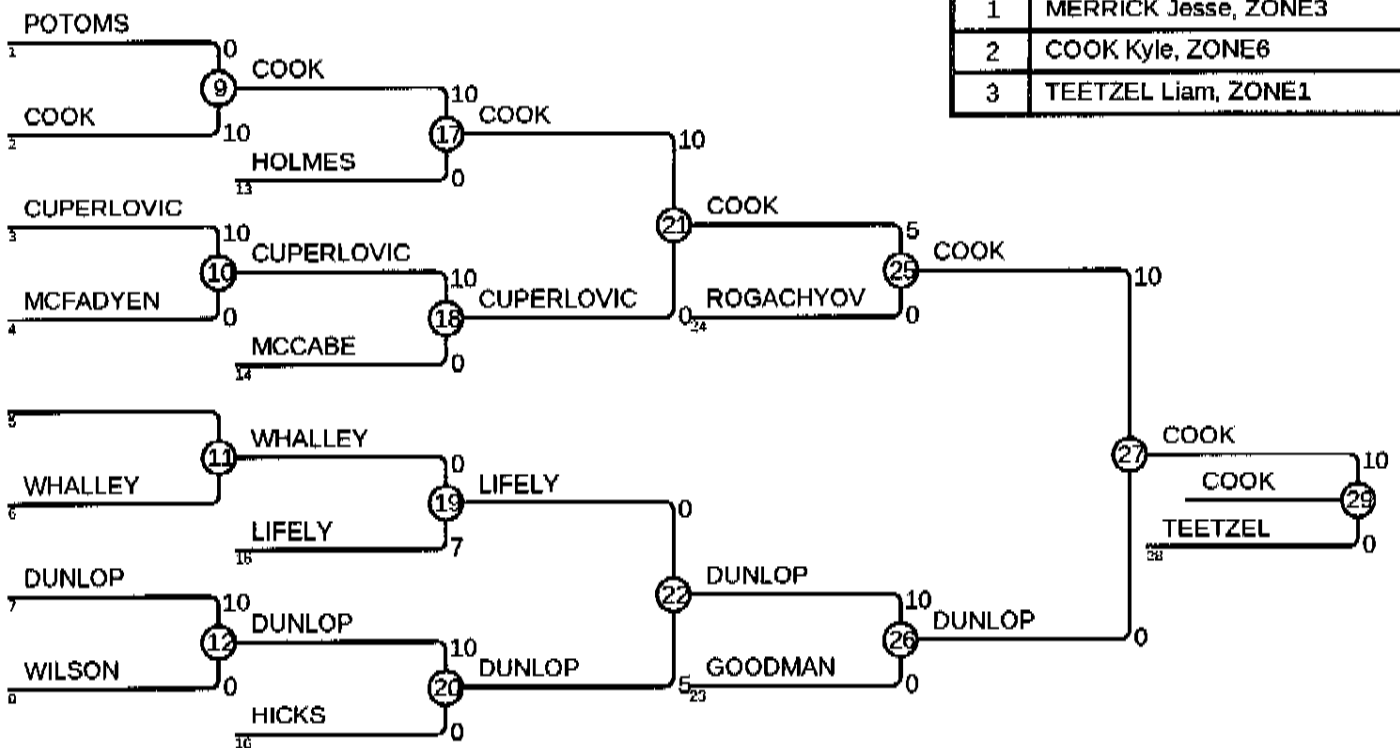 1 MERRICK Jesse, ZONE3
2 COOK Kyle, ZONE6
3 TEETZEL Liam, ZONE1
POTOMS
1
0
9
COOK
COOK
2
10
10
17
COOK
HOLMES
13
0
10
CUPERLOVIC
3
10
10
CUPERLOVIC
MCFADYEN
4
0
10
18
CUPERLOVIC
MCCABE
14
0
0
21
COOK
5
25
COOK
ROGACHYOV
24
0
10
5
11
WHALLEY
WHALLEY
6
0
19
LIFELY
LIFELY
15
7
0
DUNLOP
7
10
12
DUNLOP
WILSON
0
10
20
DUNLOP
HICKS
16
0
5
22
DUNLOP
10
26
DUNLOP
GOODMAN
23
0
0
27
COOK
10
COOK
29
TEETZEL
28
0